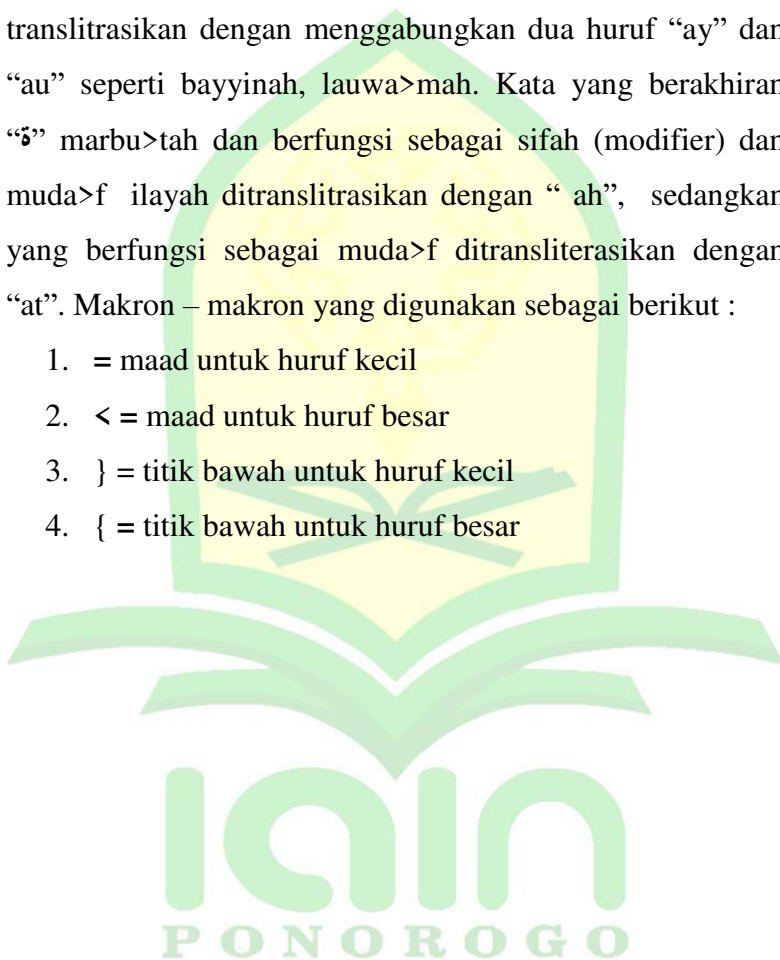 translitrasikan dengan menggabungkan dua huruf “ay” dan
“au” seperti bayyinah, lauwa>mah. Kata yang berakhiran
“ة” marbu>tah dan berfungsi sebagai sifah (modifier) dan
muda>f ilayah ditranslitrasikan dengan “ ah”, sedangkan
yang berfungsi sebagai muda>f ditransliterasikan dengan
“at”. Makron – makron yang digunakan sebagai berikut :
1. = maad untuk huruf kecil
2. < = maad untuk huruf besar
3. } = titik bawah untuk huruf kecil
4. { = titik bawah untuk huruf besar
iain
PONOROGO